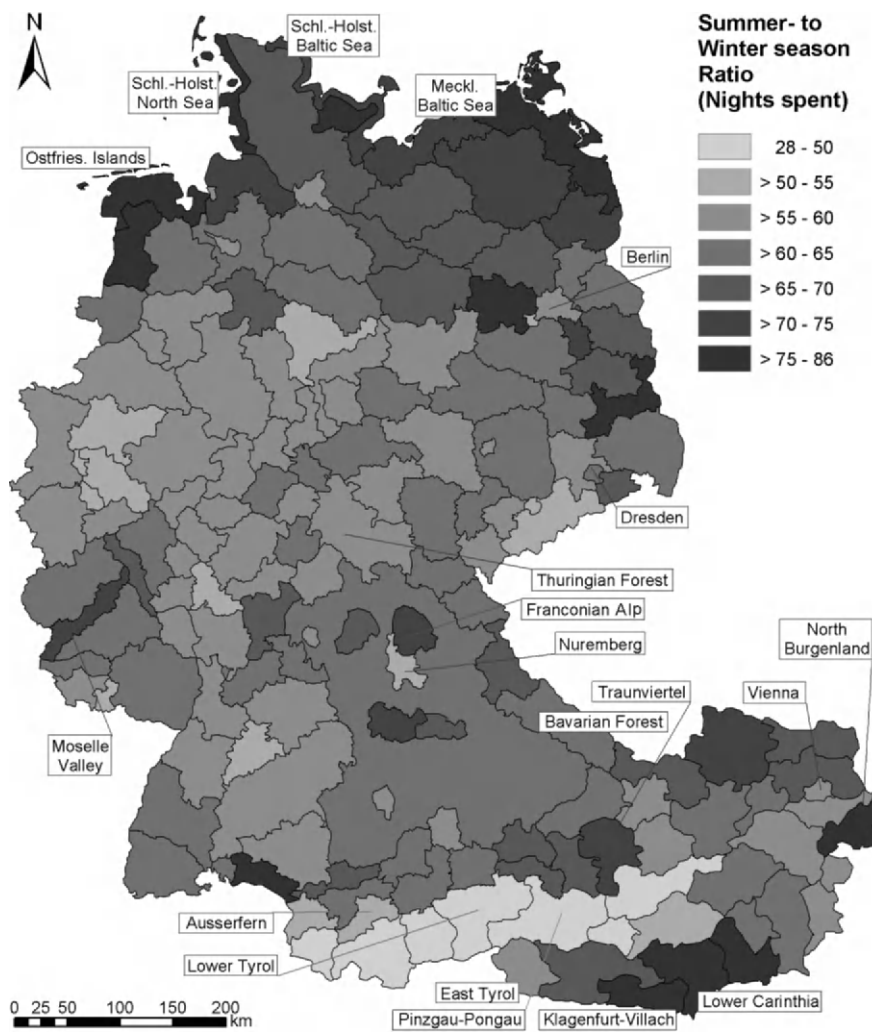 N
Schl.-Holst.
Baltic Sea
Schl.-Holst.
North Sea
Meckl.
Baltic Sea
Ostfries. Islands
Summer- to
Winter season
Ratio
(Nights spent)
28 - 50
> 50 - 55
> 55 - 60
> 60 - 65
> 65 - 70
> 70 - 75
> 75 - 86
Berlin
Dresden
Thuringian Forest
Franconian Alp
Nuremberg
North
Burgenland
Traunviertel
Vienna
Bavarian Forest
Moselle
Valley
Ausserfern
Lower Tyrol
East Tyrol
Lower Carinthia
Pinzgau-Pongau
Klagenfurt-Villach
0 25 50 100 150 200
km